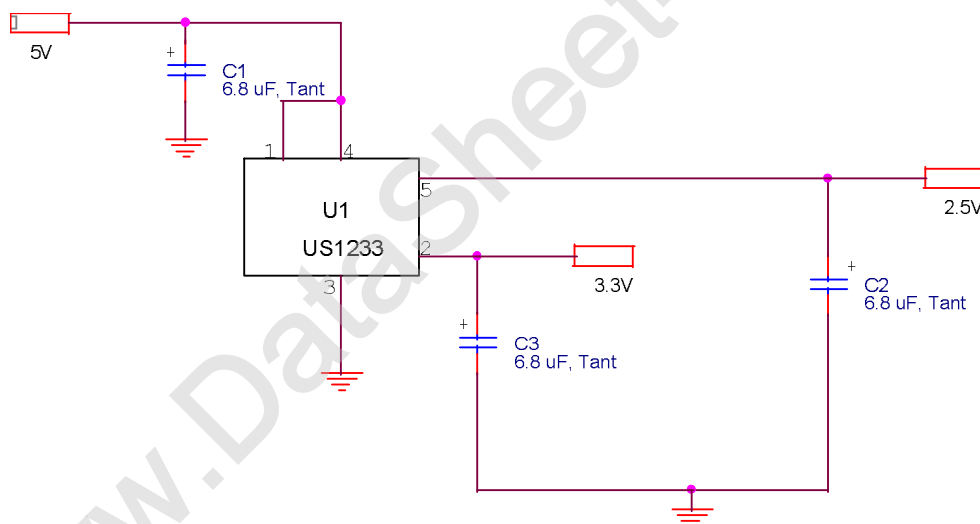 5V
+
C1
6.8 uF, Tant
1
4
5
U1
US1233
2
3
2.5V
3.3V
+
C2
6.8 uF, Tant
+
C3
6.8 uF, Tant
www.DataSheet